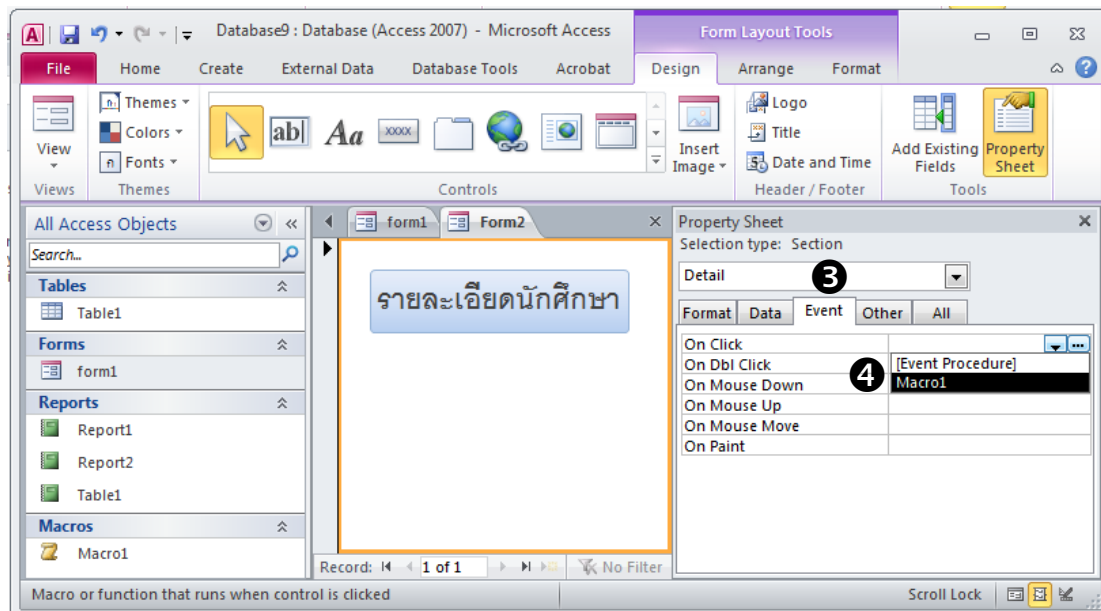 Database9 : Database (Access 2007) - Microsoft Access
Form Layout Tools
File Home Create External Data Database Tools Acrobat Design Arrange Format
View
Views
Themes
Colors
Fonts
Themes
ab|
Aa
xxxx
Controls
Insert
Image
Logo
Title
Date and Time
Header / Footer
Add Existing
Fields
Property
Sheet
Tools
All Access Objects
Search...
Tables
Table1
Forms
form1
Reports
Report1
Report2
Table1
Macros
Macro1
form1 Form2
รายละเอียดนักศึกษา
Record: 1 of 1 No Filter
Property Sheet
Selection type: Section
Detail
3
Format Data Event Other All
On Click
On Dbl Click [Event Procedure]
4
On Mouse Down Macro1
On Mouse Up
On Mouse Move
On Paint
Macro or function that runs when control is clicked
Scroll Lock